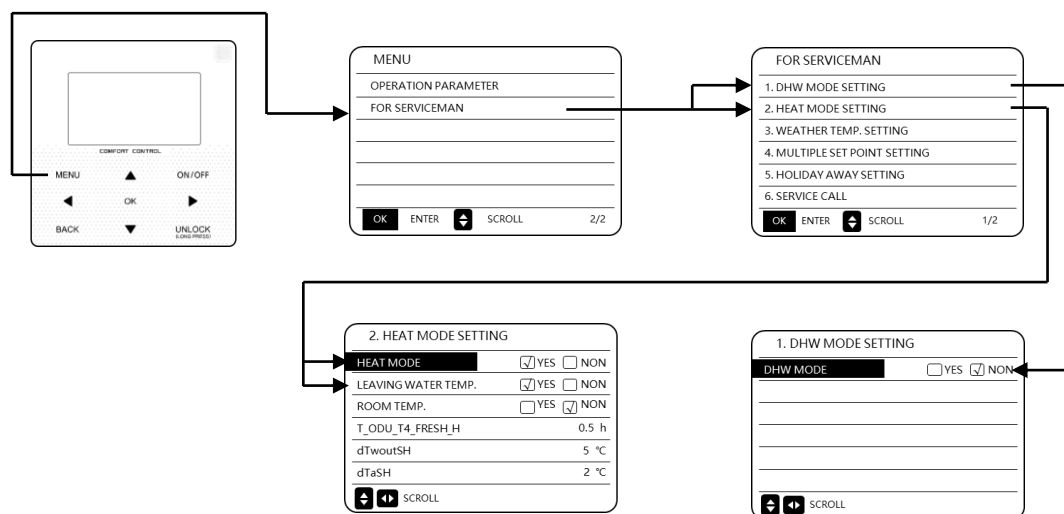 COMFORT CONTROL
MENU
ON/OFF
OK
BACK
UNLOCK
(LONG PRESS)
MENU
OPERATION PARAMETER
FOR SERVICEMAN
OK ENTER SCROLL 2/2
FOR SERVICEMAN
1. DHW MODE SETTING
2. HEAT MODE SETTING
3. WEATHER TEMP. SETTING
4. MULTIPLE SET POINT SETTING
5. HOLIDAY AWAY SETTING
6. SERVICE CALL
OK ENTER SCROLL 1/2
2. HEAT MODE SETTING
HEAT MODE YES NON
LEAVING WATER TEMP. YES NON
ROOM TEMP. YES NON
T_ODU_T4_FRESH_H 0.5 h
dTwoutSH 5 ℃
dTaSH 2 ℃
SCROLL
1. DHW MODE SETTING
DHW MODE YES NON
SCROLL